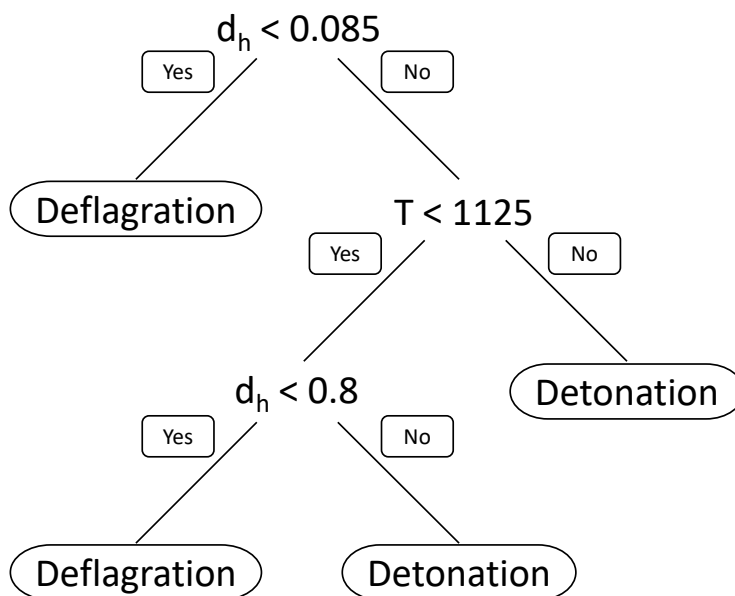 d_h < 0.085
Yes No
Deflagration
T < 1125
Yes No
d_h < 0.8
Detonation
Yes No
Deflagration Detonation